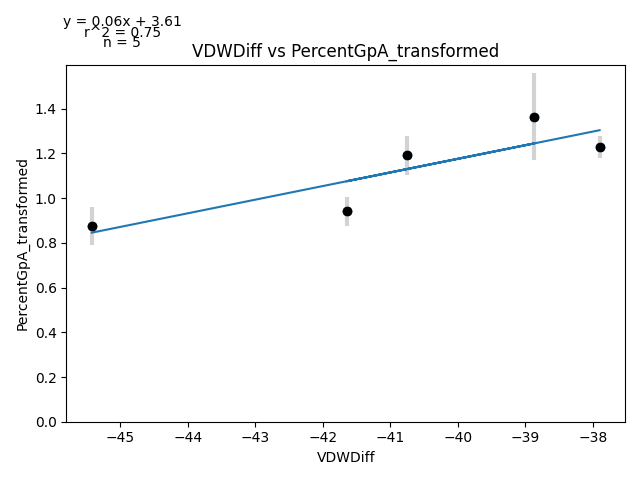 y = 0.06x + 3.61
r^2 = 0.75
n = 5
VDWDiff vs PercentGpA_transformed
PercentGpA_transformed
1.4
1.2
1.0
0.8
0.6
0.4
0.2
0.0
−45
−44
−43
−42
−41
−40
−39
−38
VDWDiff